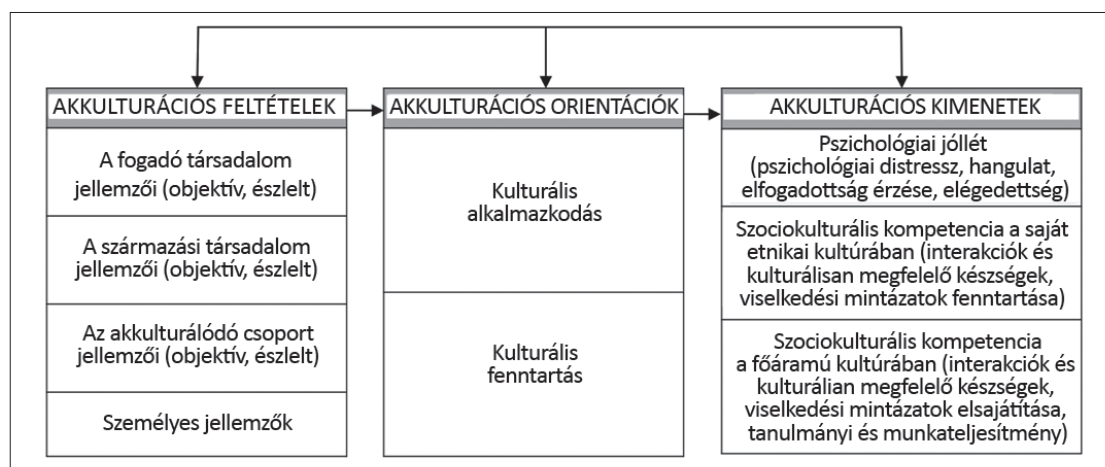 AKKULTURÁCIÓS FELTÉTELEK
A fogadó társadalom
jellemzői (objektív, észlelt)
A származási társadalom
jellemzői (objektív, észlelt)
Az akkulturálódó csoport
jellemzői (objektív, észlelt)
Személyes jellemzők
AKKULTURÁCIÓS ORIENTÁCIÓK
Kulturális
alkalmazkodás
Kulturális
fenntartás
AKKULTURÁCIÓS KIMENETEK
Pszichológiai jóllét
(pszichológiai distressz, hangulat,
elfogadottság érzése, elégedettség)
Szociokulturális kompetencia a saját
etnikai kultúrában (interakciók és
kulturálisan megfelelő készségek,
viselkedési mintázatok fenntartása)
Szociokulturális kompetencia
a főáramú kultúrában (interakciók és
kulturálian megfelelő készségek,
viselkedési mintázatok elsajátítása,
tanulmányi és munkateljesítmény)